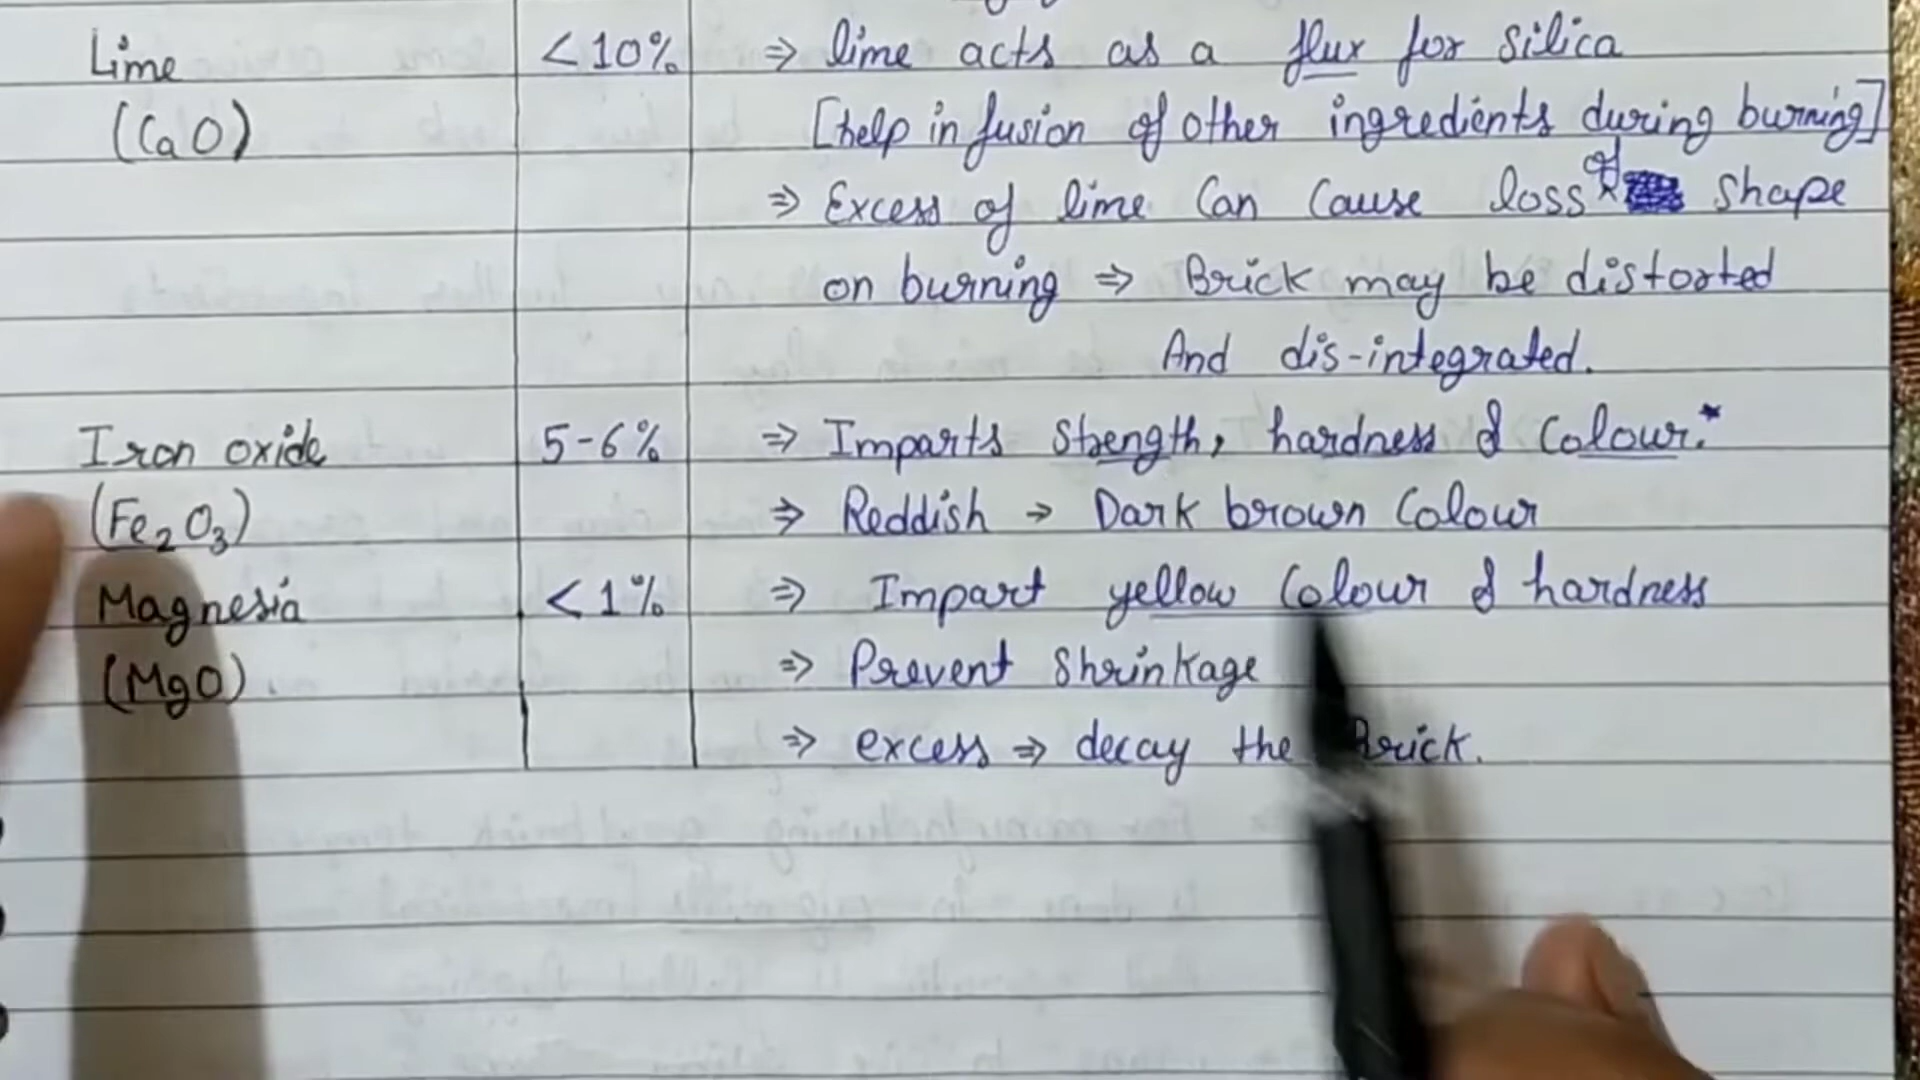 Lime <10% ⇒ lime acts as a flux for silica
(CaO) [help in fusion of other ingredients during burning]
⇒ Excess of lime Can Cause loss of shape
on burning ⇒ Brick may be distorted
And dis-integrated.
Iron oxide 5-6% ⇒ Imparts strength, hardness & Colour.*
(Fe₂O₃) ⇒ Reddish → Dark brown Colour
Magnesia <1% ⇒ Impart yellow Colour & hardness
(MgO) ⇒ Prevent Shrinkage
⇒ excess ⇒ decay the Brick.